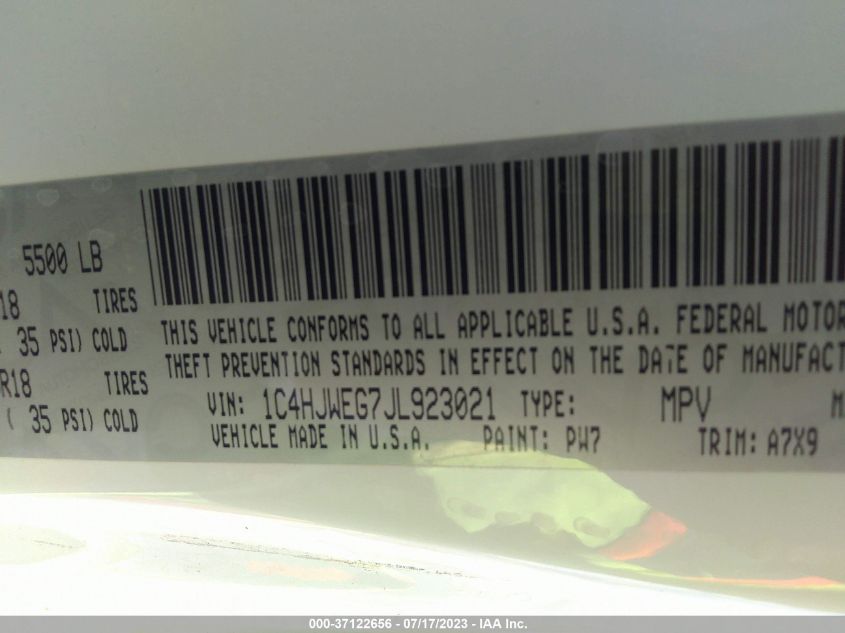 5500 LB
R18 TIRES
35 PSI) COLD
R18 TIRES
( 35 PSI) COLD
THIS VEHICLE CONFORMS TO ALL APPLICABLE U.S.A. FEDERAL MOTOR
THEFT PREVENTION STANDARDS IN EFFECT ON THE DATE OF MANUFACT
VIN: 1C4HJWEG7JL923021 TYPE: MPV M
VEHICLE MADE IN U.S.A. PAINT: PW7 TRIM: A7X9
000-37122656 - 07/17/2023 - IAA Inc.